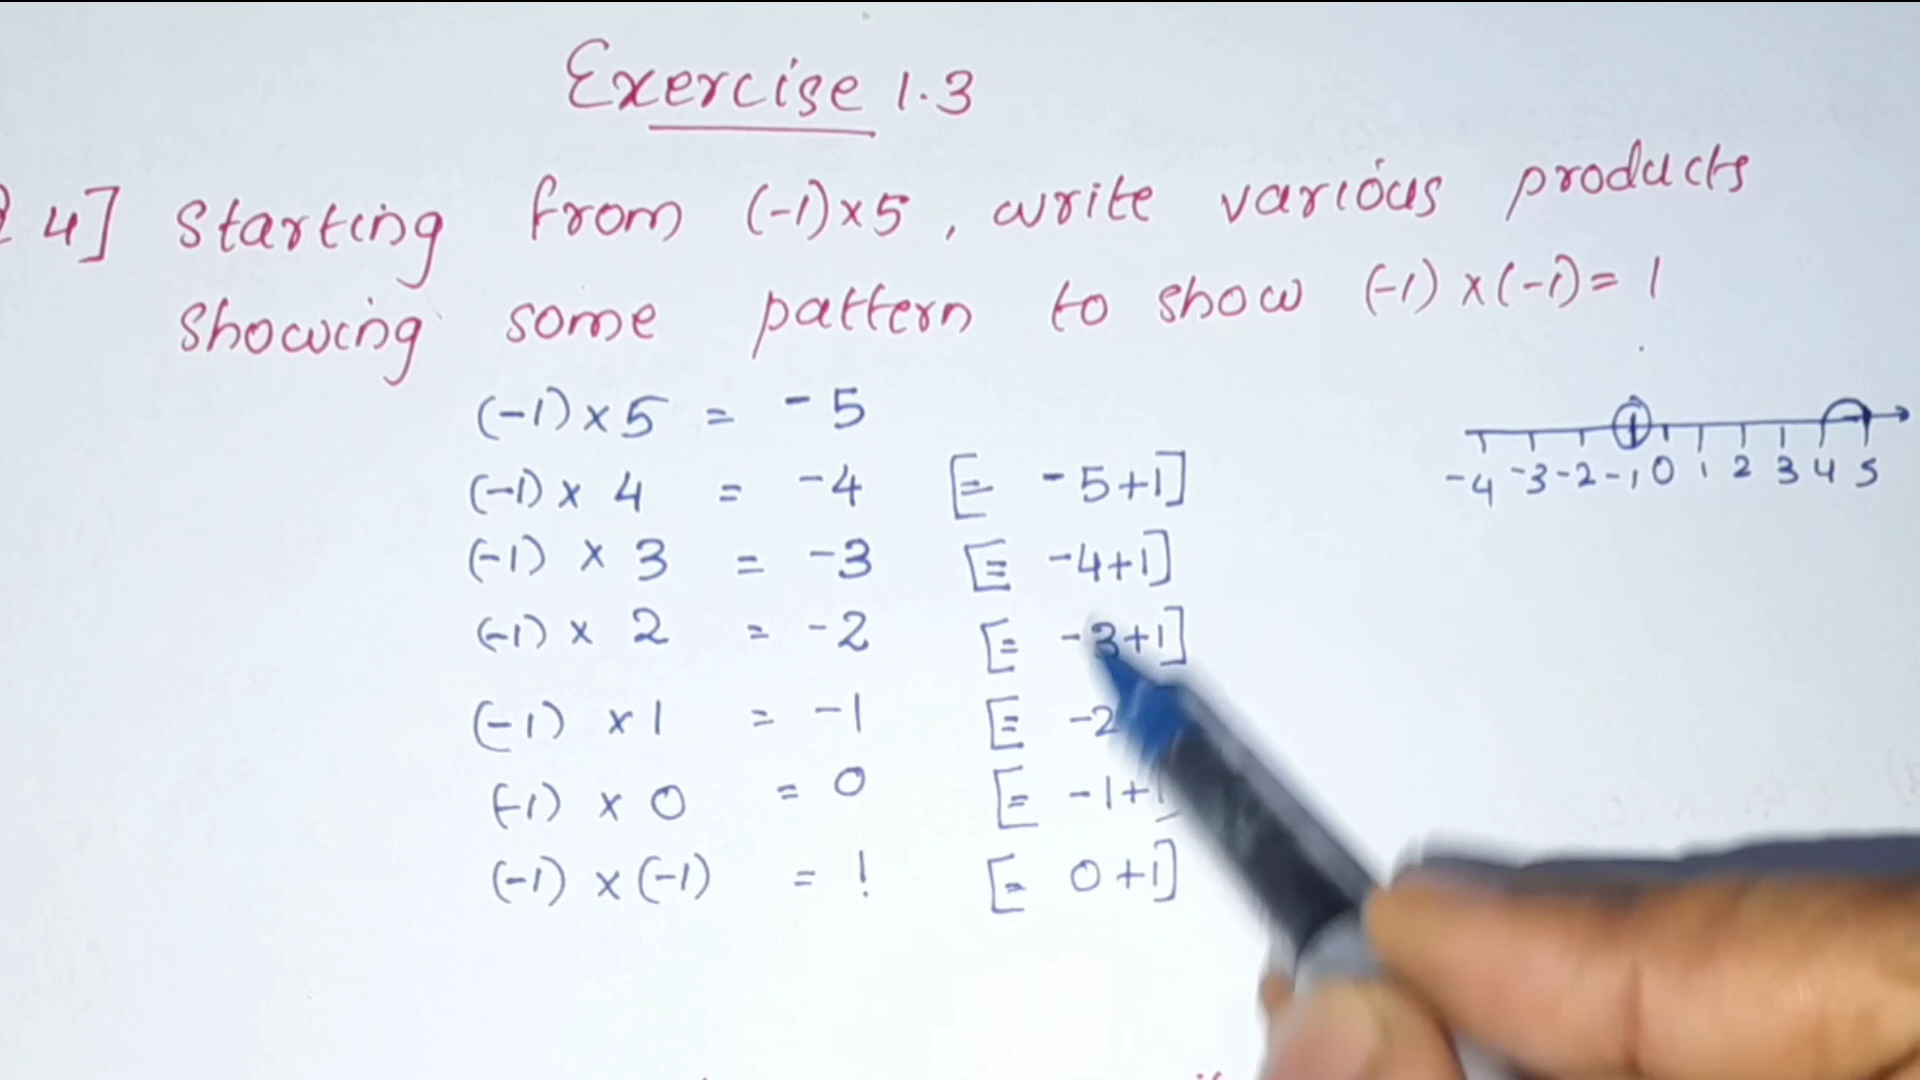 Exercise 1.3
4] Starting from (-1)×5, write various products
showing some pattern to show (-1)×(-1)= 1
(-1)×5 = -5
(-1)× 4 = -4 [= -5+1]
(-1) × 3 = -3 [= -4+1]
(-1) × 2 = -2 [= -3+1]
(-1) ×1 = -1 [= -2
(-1) × 0 = 0 [= -1+1
(-1) ×(-1) = 1 [= 0+1]
-4 -3 -2 -1 0 1 2 3 4 5